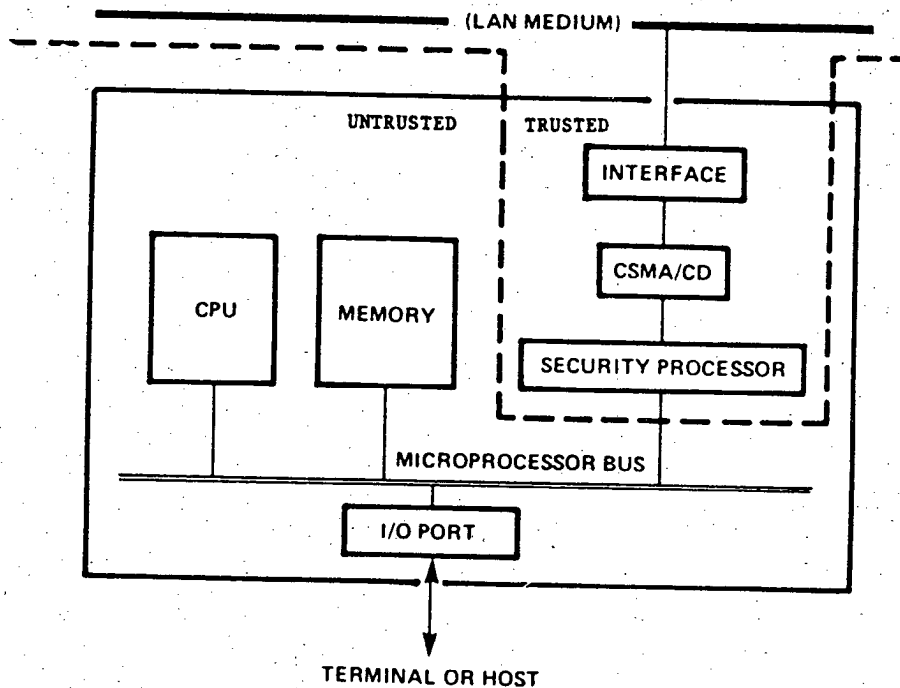 (LAN MEDIUM)
UNTRUSTED
TRUSTED
INTERFACE
CSMA/CD
CPU
MEMORY
SECURITY PROCESSOR
MICROPROCESSOR BUS
I/O PORT
TERMINAL OR HOST